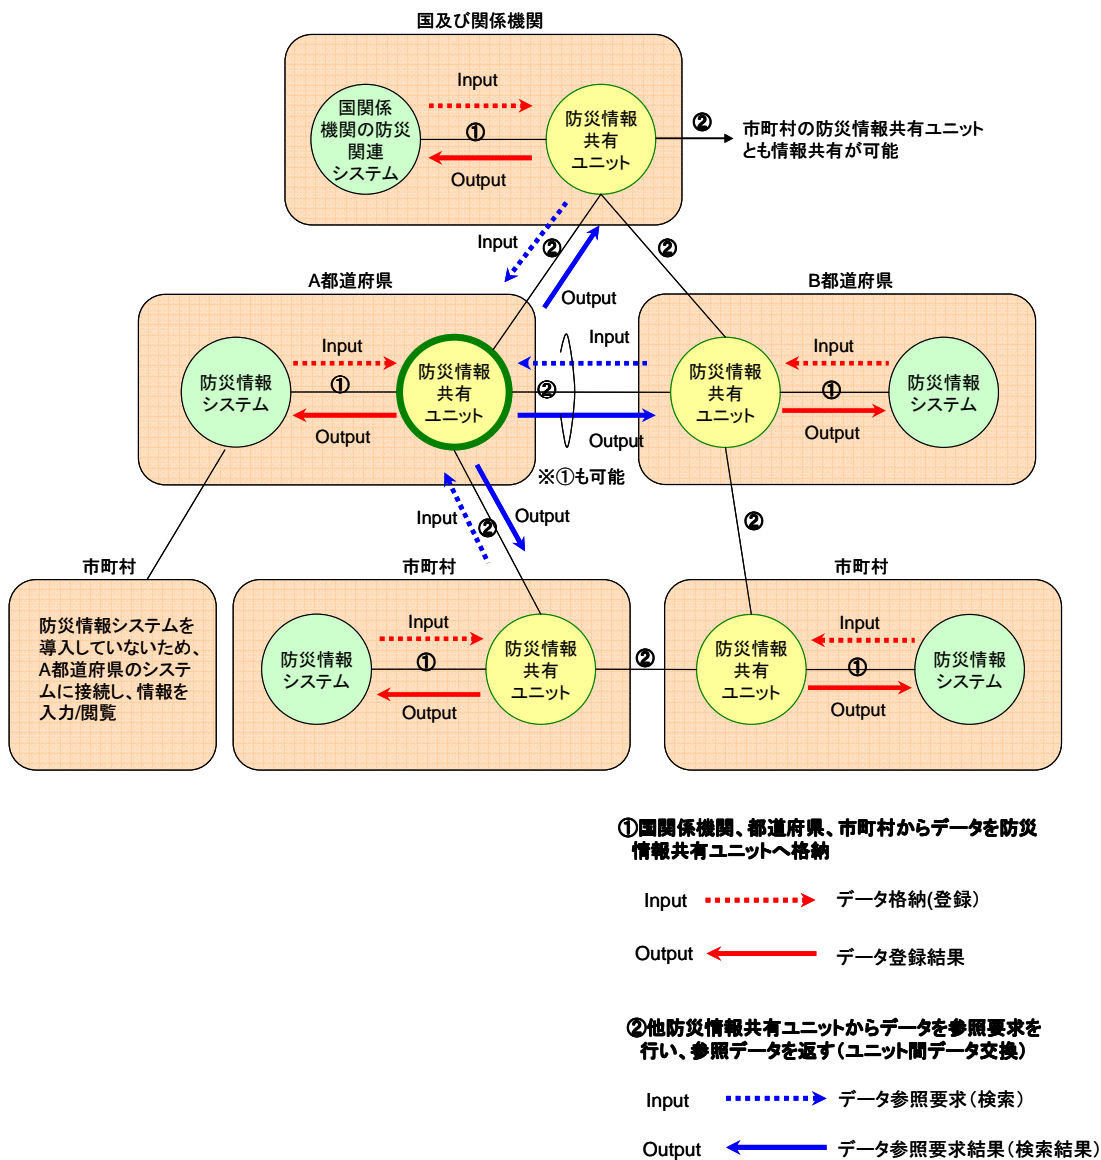 国及び関係機関
Input
国関係
機関の防災
関連
システム
①
Output
防災情報
共有
ユニット
②
市町村の防災情報共有ユニット
とも情報共有が可能
Input
②
Output
②
A都道府県
B都道府県
防災情報
システム
Input
①
Output
防災情報
共有
ユニット
Input
②
Output
※①も可能
防災情報
共有
ユニット
Input
①
Output
防災情報
システム
Input
②
Output
②
市町村
市町村
市町村
防災情報システムを
導入していないため、
A都道府県のシステ
ムに接続し、情報を
入力/閲覧
防災情報
システム
Input
①
Output
防災情報
共有
ユニット
②
防災情報
共有
ユニット
Input
①
Output
防災情報
システム
①国関係機関、都道府県、市町村からデータを防災
情報共有ユニットへ格納
Input データ格納(登録）
Output データ登録結果
②他防災情報共有ユニットからデータを参照要求を
行い、参照データを返す（ユニット間データ交換）
Input データ参照要求（検索）
Output データ参照要求結果（検索結果）